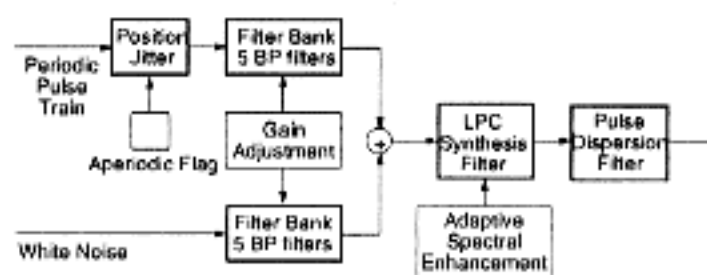 Position
Jitter
Filter Bank
5 BP filters
Periodic
Pulse
Train
Aperiodic Flag
Gain
Adjustment
+
LPC
Synthesis
Filter
Pulse
Dispersion
Filter
Filter Bank
5 BP filters
White Noise
Adaptive
Spectral
Enhancement